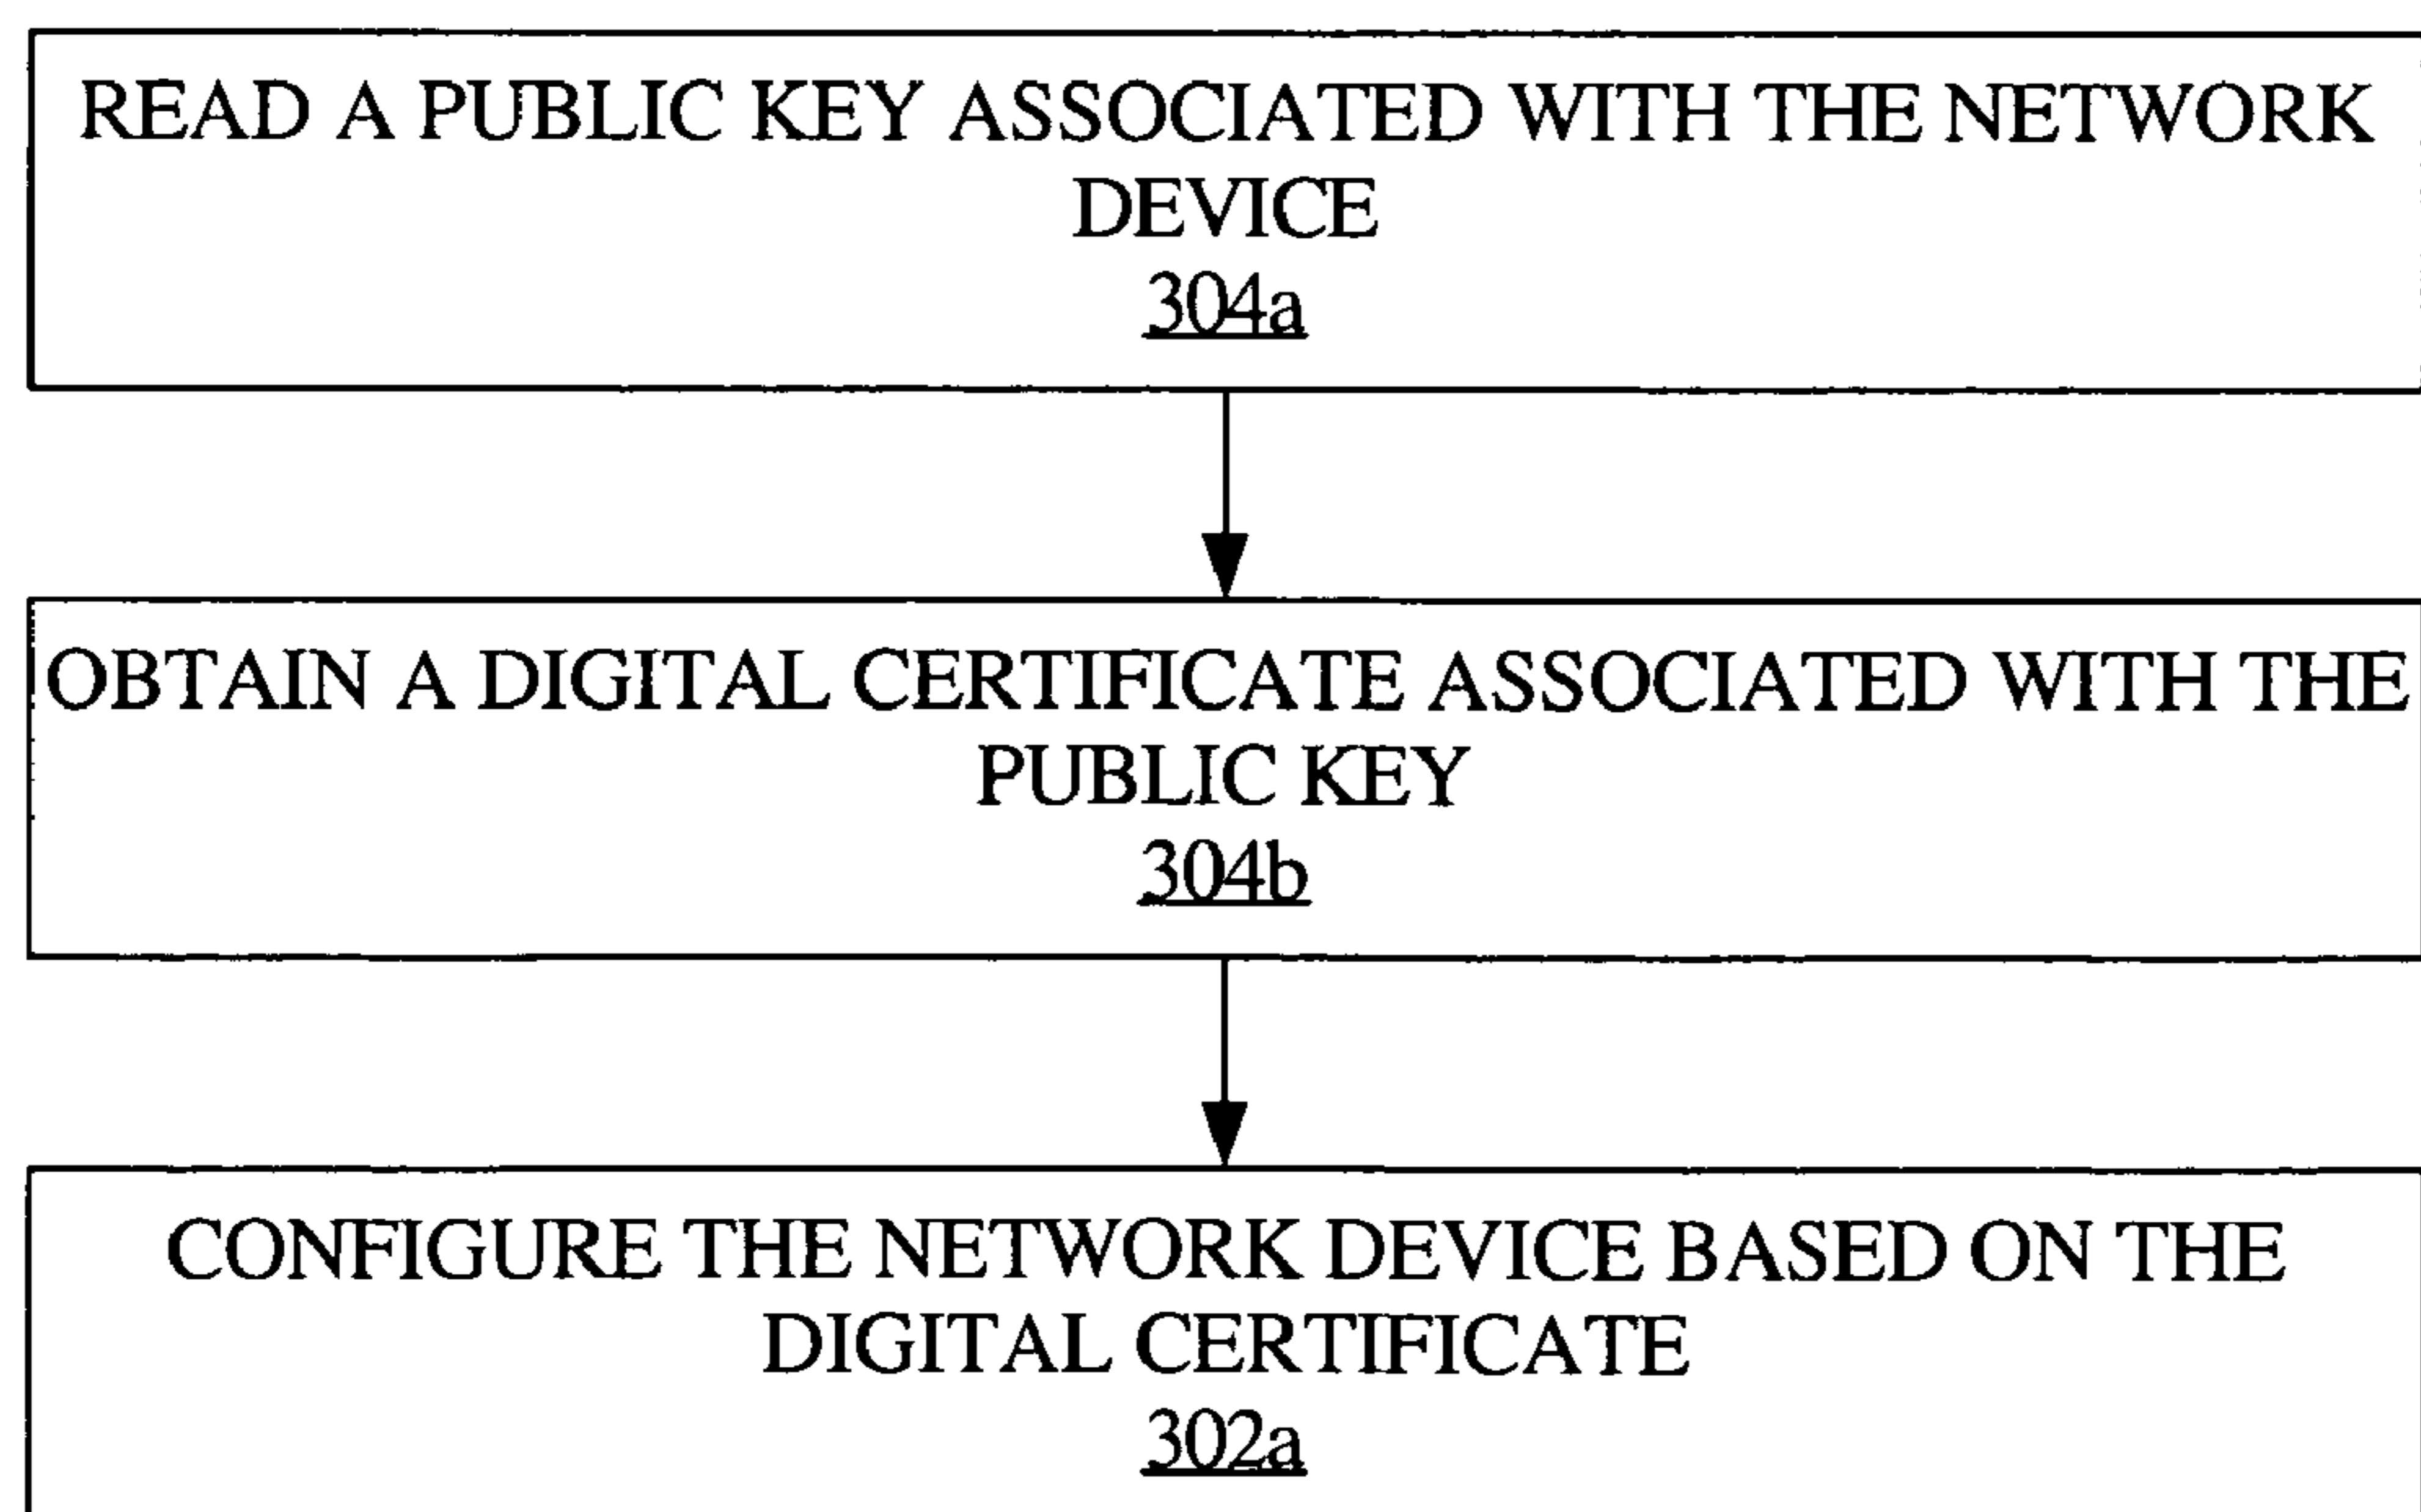 READ A PUBLIC KEY ASSOCIATED WITH THE NETWORK
DEVICE
304a
OBTAIN A DIGITAL CERTIFICATE ASSOCIATED WITH THE
PUBLIC KEY
304b
CONFIGURE THE NETWORK DEVICE BASED ON THE
DIGITAL CERTIFICATE
302a